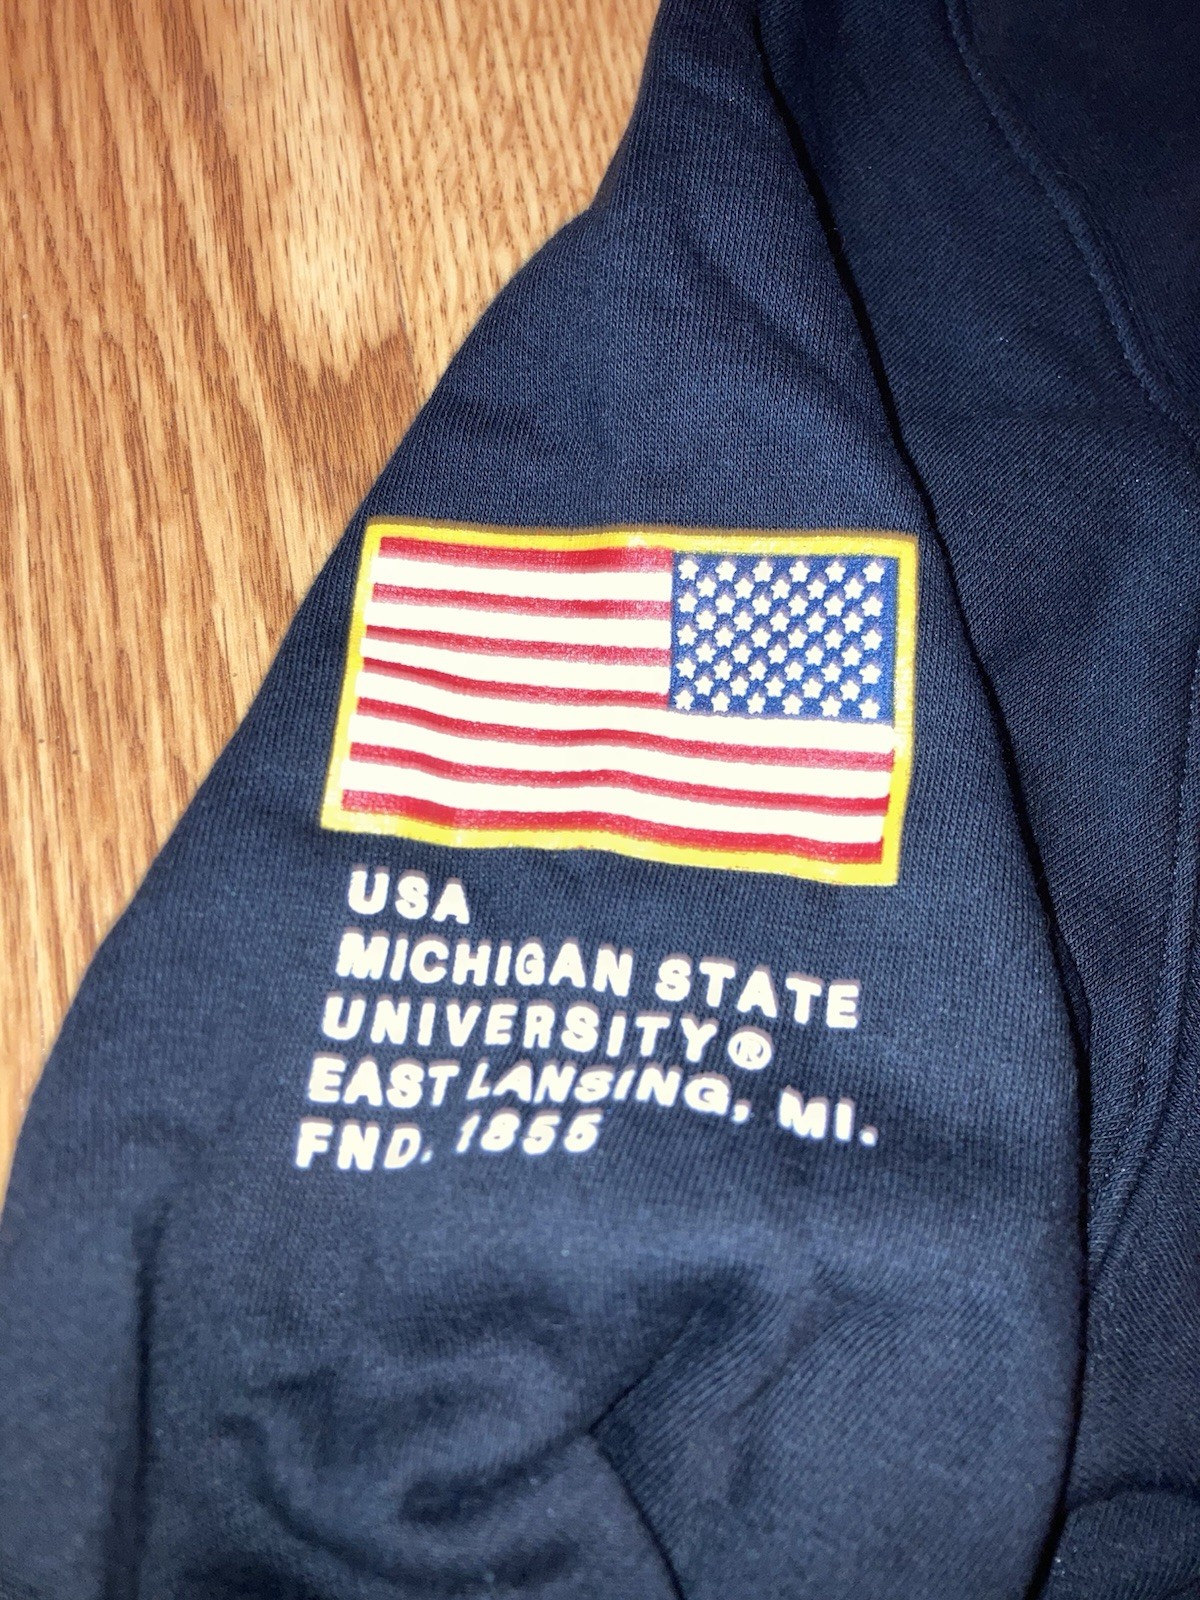 USA
MICHIGAN STATE
UNIVERSITY®
EAST LANSING, MI.
FND. 1855